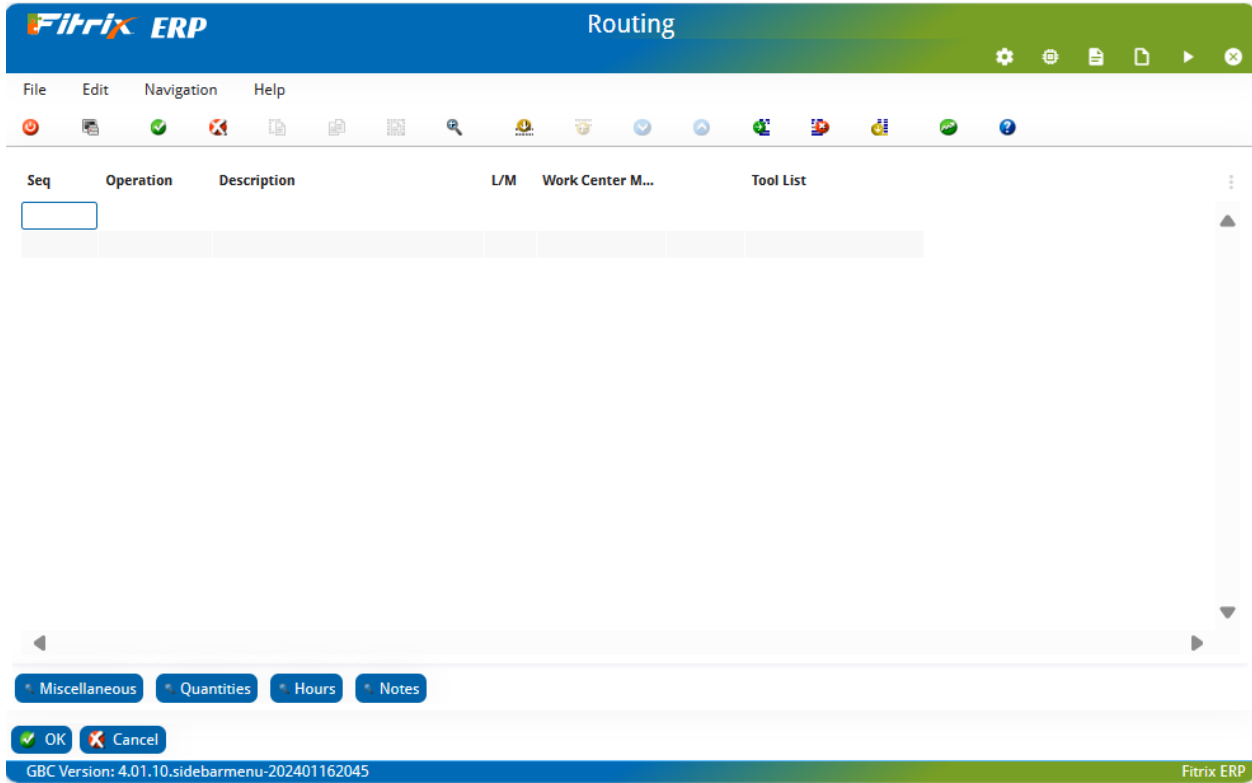 Fitrix ERP
Routing
File Edit Navigation Help
Seq Operation Description L/M Work Center M... Tool List
Miscellaneous Quantities Hours Notes
OK Cancel
GBC Version: 4.01.10.sidebarmenu-202401162045 Fitrix ERP